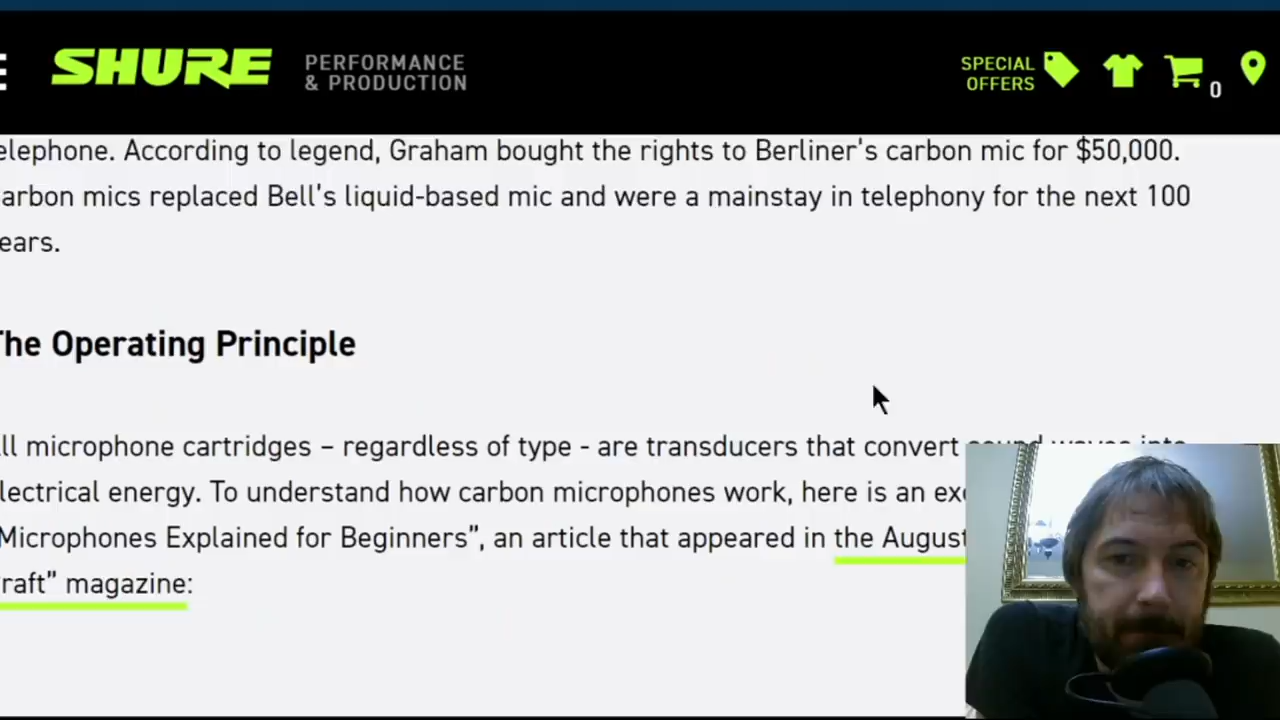 SHURE
PERFORMANCE
& PRODUCTION
SPECIAL
OFFERS
0
elephone. According to legend, Graham bought the rights to Berliner's carbon mic for $50,000.
arbon mics replaced Bell's liquid-based mic and were a mainstay in telephony for the next 100
ears.
The Operating Principle
ll microphone cartridges – regardless of type - are transducers that convert sound waves into
lectrical energy. To understand how carbon microphones work, here is an
Microphones Explained for Beginners”, an article that appeared in the August
raft” magazine: